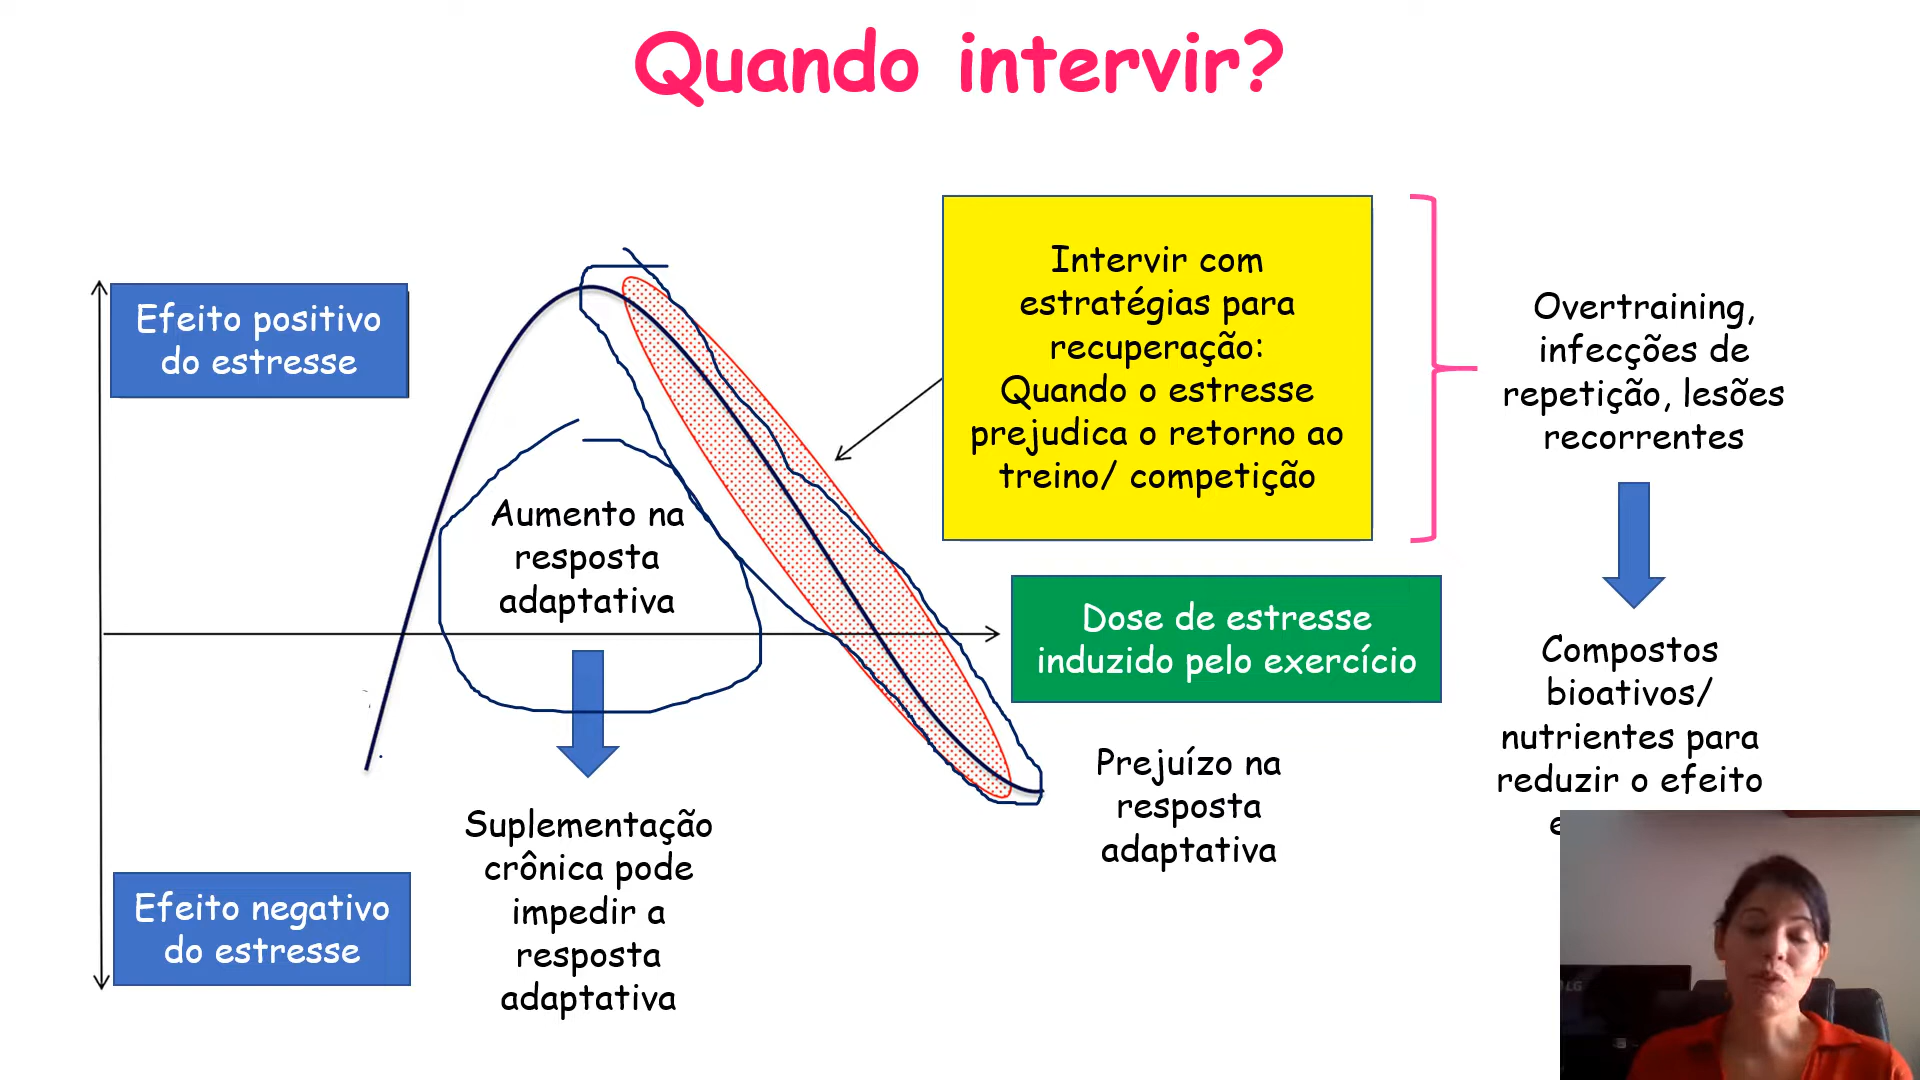 Quando intervir?
Efeito positivo
do estresse
Intervir com
estratégias para
recuperação:
Quando o estresse
prejudica o retorno ao
treino/ competição
Overtraining,
infecções de
repetição, lesões
recorrentes
Aumento na
resposta
adaptativa
Dose de estresse
induzido pelo exercício
Compostos
bioativos/
nutrientes para
reduzir o efeito
Prejuízo na
resposta
adaptativa
Suplementação
crônica pode
impedir a
resposta
adaptativa
Efeito negativo
do estresse
LG